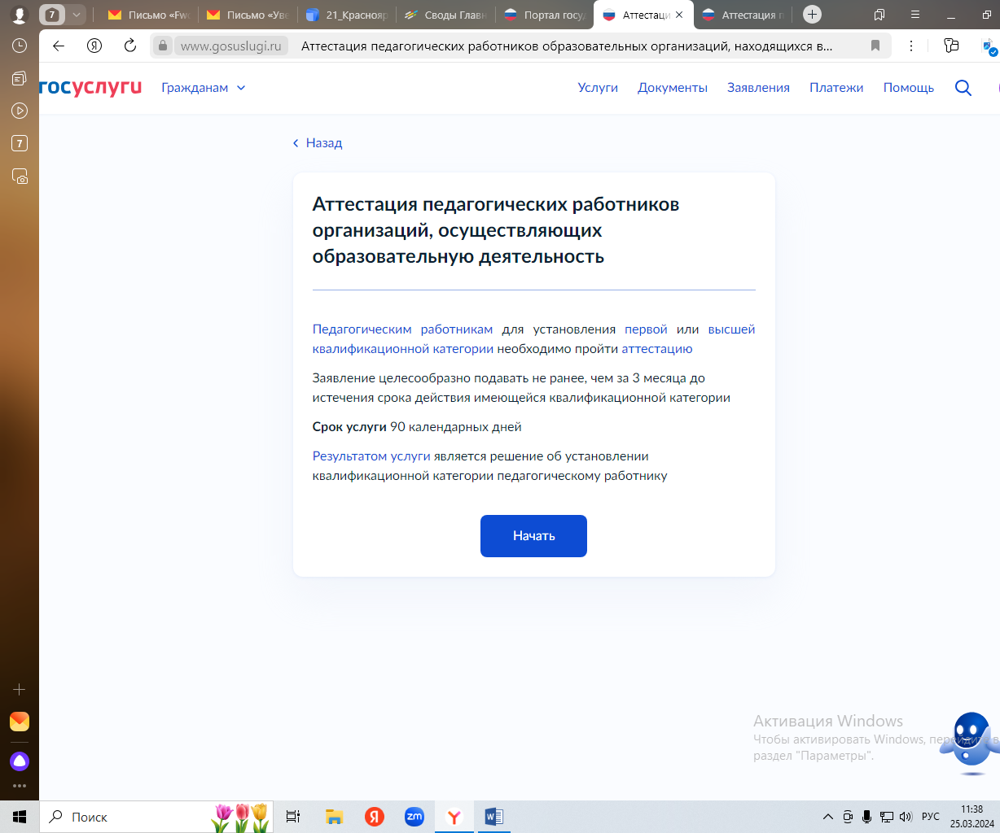 7
Письмо «Fwd
Письмо «Уве
21_Краснояр
Своды Главн
Портал госу
Аттестаци
Аттестация п
www.gosuslugi.ru
Аттестация педагогических работников образовательных организаций, находящихся в...
госуслуги
Гражданам
Услуги
Документы
Заявления
Платежи
Помощь
7
Назад
Аттестация педагогических работников
организаций, осуществляющих
образовательную деятельность
Педагогическим работникам для установления первой или высшей
квалификационной категории необходимо пройти аттестацию
Заявление целесообразно подавать не ранее, чем за 3 месяца до
истечения срока действия имеющейся квалификационной категории
Срок услуги 90 календарных дней
Результатом услуги является решение об установлении
квалификационной категории педагогическому работнику
Начать
Активация Windows
Чтобы активировать Windows, перейдите в
раздел "Параметры".
Поиск
Я
zm
Y
W
РУС
11:38
25.03.2024